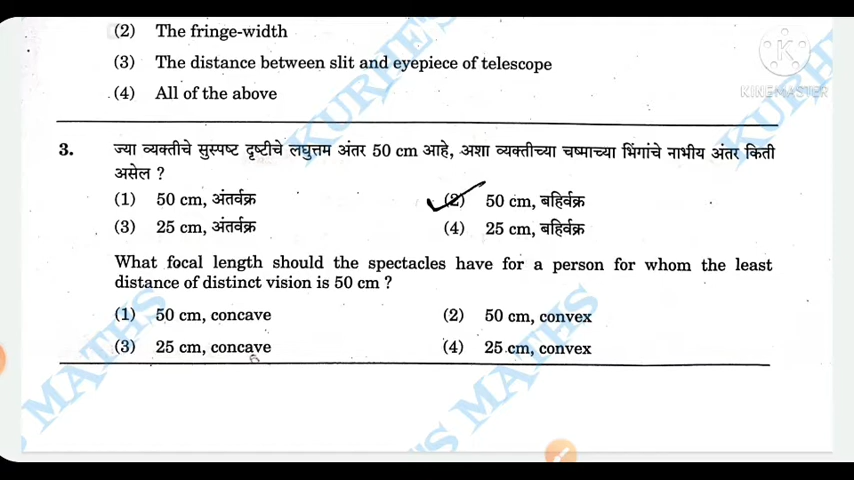 (2) The fringe-width
(3) The distance between slit and eyepiece of telescope
(4) All of the above
KINEMASTER
3. ज्या व्यक्तीचे सुस्पष्ट दृष्टीचे लघुत्तम अंतर 50 cm आहे, अशा व्यक्तीच्या चष्माच्या भिंगांचे नाभीय अंतर किती
असेल ?
(1) 50 cm, अंतर्वक्र (2) 50 cm, बहिर्वक्र
(3) 25 cm, अंतर्वक्र (4) 25 cm, बहिर्वक्र
What focal length should the spectacles have for a person for whom the least
distance of distinct vision is 50 cm ?
(1) 50 cm, concave (2) 50 cm, convex
(3) 25 cm, concave (4) 25 cm, convex